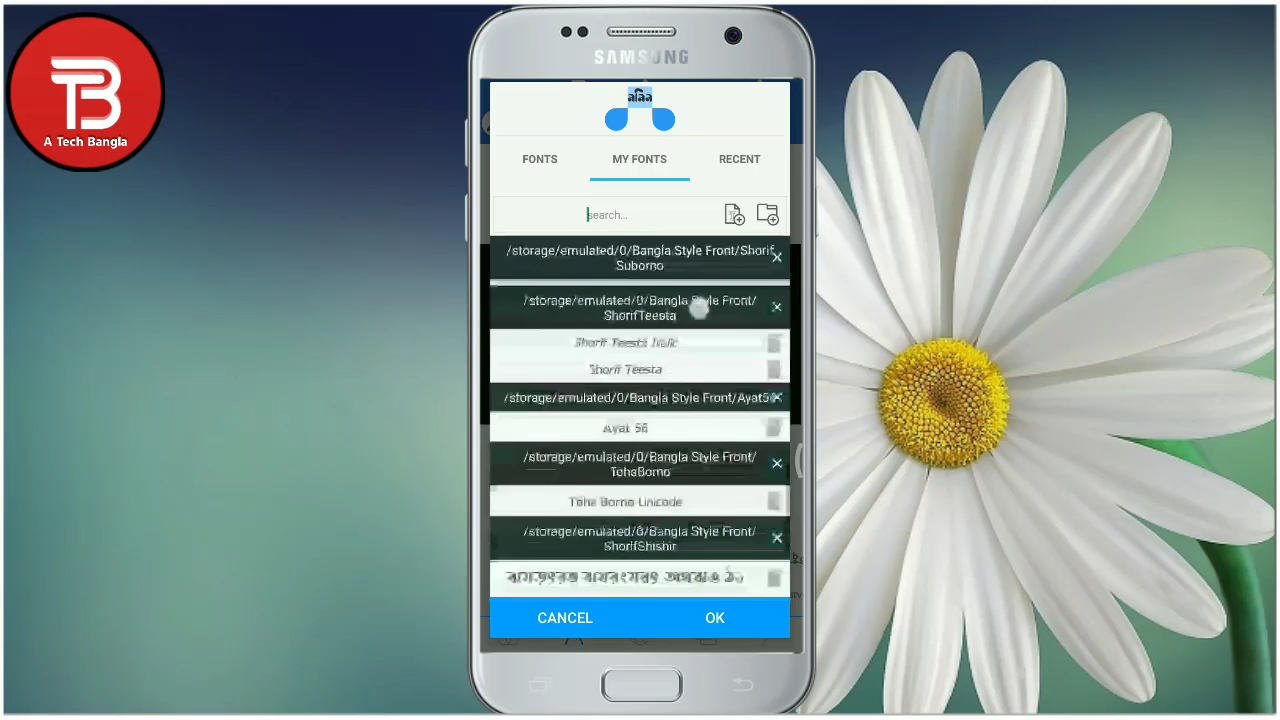 A Tech Bangla
SAMSUNG
FONTS
MY FONTS
RECENT
search...
/storage/emulated/0/Bangla Style Front/Shorif
Suborno
/storage/emulated/0/Bangla Style Front/
ShorifTeesta
Shorif Teesta Italic
Shorif Teesta
/storage/emulated/0/Bangla Style Front/Ayat56
Ayat 56
/storage/emulated/0/Bangla Style Front/
TohaBorno
Toha Borno Unicode
/storage/emulated/0/Bangla Style Front/
ShorifShishir
CANCEL
OK